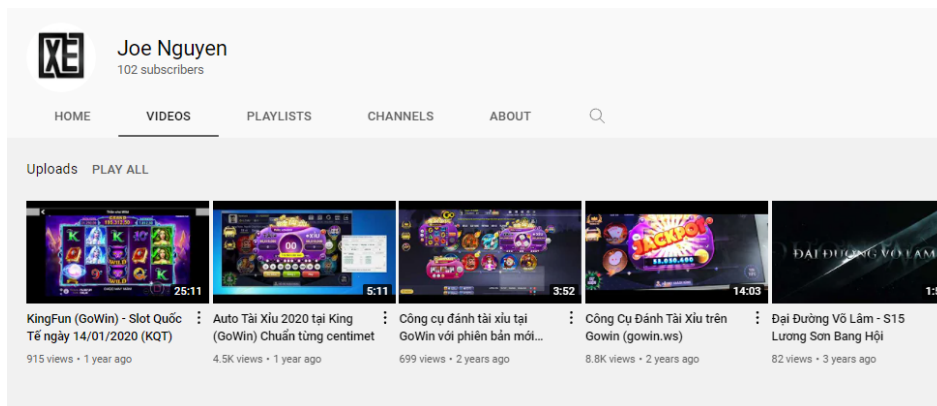 XE
Joe Nguyen
102 subscribers
HOME VIDEOS PLAYLISTS CHANNELS ABOUT
Uploads PLAY ALL
WILD
25:11
00
5:11
3:52
JACKPOT
14:03
ĐẠI ĐƯỜNG VÕ LÂM
KingFun (GoWin) - Slot Quốc
Tế ngày 14/01/2020 (KQT)
915 views • 1 year ago
Auto Tài Xỉu 2020 tại King
(GoWin) Chuẩn từng centimet
4.5K views • 1 year ago
Công cụ đánh tài xỉu tại
GoWin với phiên bản mới...
699 views • 2 years ago
Công Cụ Đánh Tài Xỉu trên
Gowin (gowin.ws)
8.8K views • 2 years ago
Đại Đường Võ Lâm - S15
Lương Sơn Bang Hội
82 views • 3 years ago